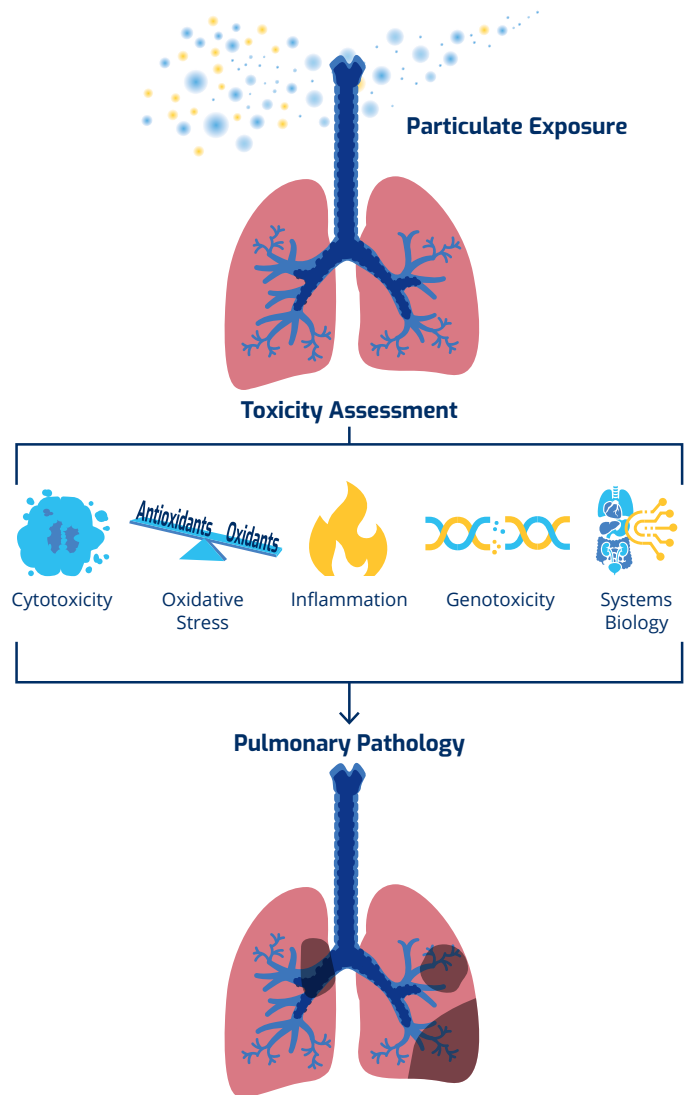 Particulate Exposure
Toxicity Assessment
Antioxidants Oxidants
Cytotoxicity
Oxidative
Stress
Inflammation
Genotoxicity
Systems
Biology
Pulmonary Pathology